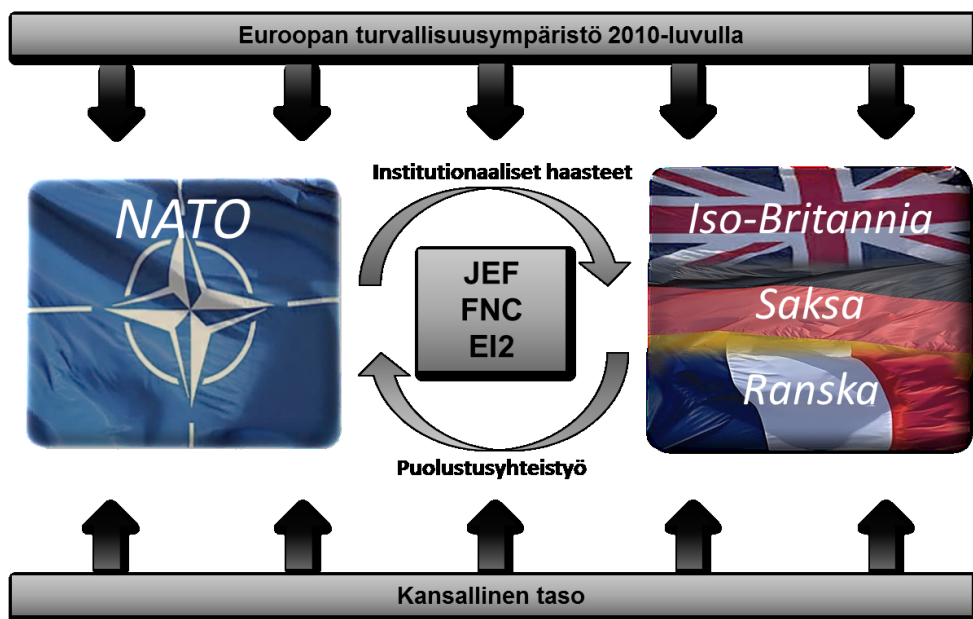 Euroopan turvallisuusympäristö 2010-luvulla
Institutionaaliset haasteet
NATO
JEF
FNC
EI2
Iso-Britannia
Saksa
Ranska
Puolustusyhteistyö
Kansallinen taso